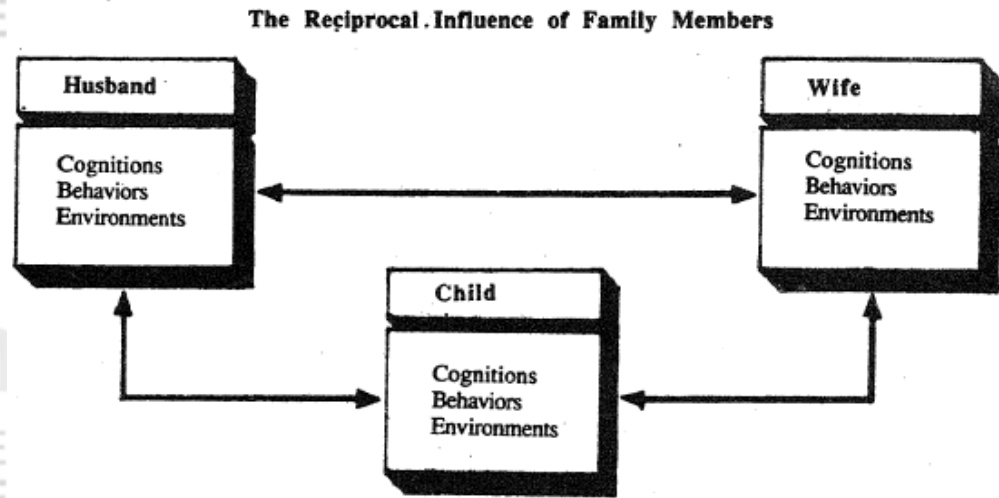 The Reciprocal Influence of Family Members
Husband
Cognitions
Behaviors
Environments
Wife
Cognitions
Behaviors
Environments
Child
Cognitions
Behaviors
Environments